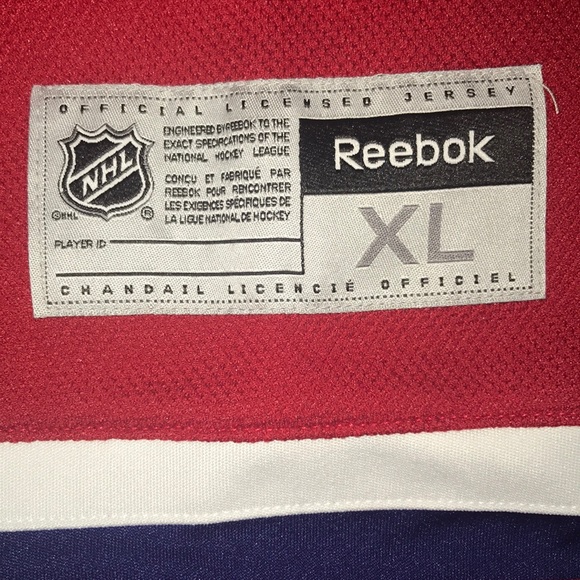 OFFICIAL LICENSED JERSEY
NHL
©NHL ®
ENGINEERED BY REEBOK TO THE
EXACT SPECIFICATIONS OF THE
NATIONAL HOCKEY LEAGUE
CONÇU ET FABRIQUÉ PAR
REEBOK POUR RENCONTRER
LES EXIGENCES SPÉCIFIQUES DE
LA LIGUE NATIONALE DE HOCKEY
PLAYER ID
Reebok
XL
CHANDAIL LICENCIÉ OFFICIEL